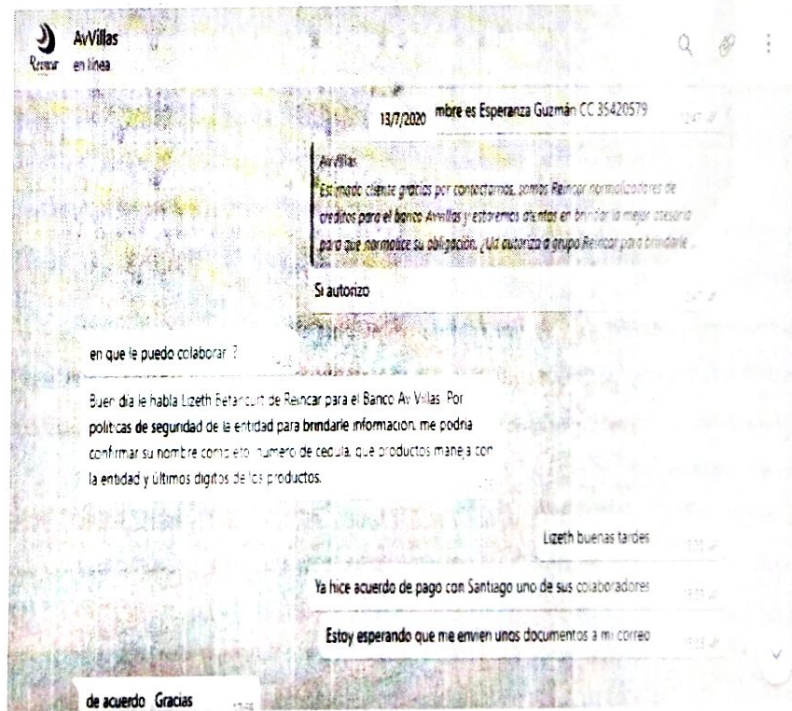 AvVillas
Reincar
en línea
13/7/2020
mbre es Esperanza Guzmán CC 35420579
AvVillas
Estimado cliente gracias por contactarnos, somos Reincar normalizadores de
creditos para el banco Avvillas y estaremos atentos en brindar la mejor asesoria
para que normalice su obligación. ¿Ud autoriza a grupo Reincar para brindarle
Si autorizo
en que le puedo colaborar ?
Buen día le habla Lizeth Betancurt de Reincar para el Banco Av Villas. Por
politicas de seguridad de la entidad para brindarle informacion, me podria
confirmar su nombre completo numero de cedula, que productos maneja con
la entidad y últimos digitos de los productos.
Lizeth buenas tardes
Ya hice acuerdo de pago con Santiago uno de sus colaboradores
Estoy esperando que me envien unos documentos a mi correo
de acuerdo Gracias